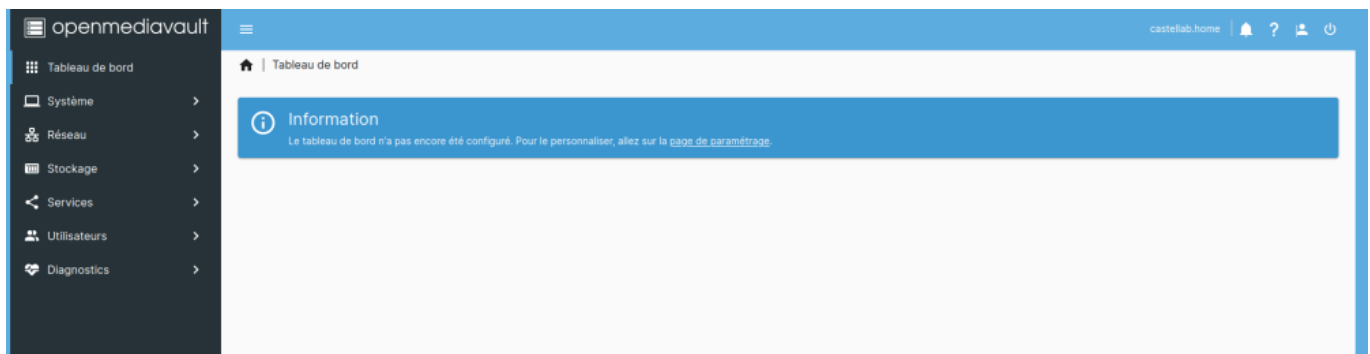 openmediavault
castellab.home
Tableau de bord
Tableau de bord
Système
Réseau
Stockage
Services
Utilisateurs
Diagnostics
Information
Le tableau de bord n'a pas encore été configuré. Pour le personnaliser, allez sur la page de paramétrage.